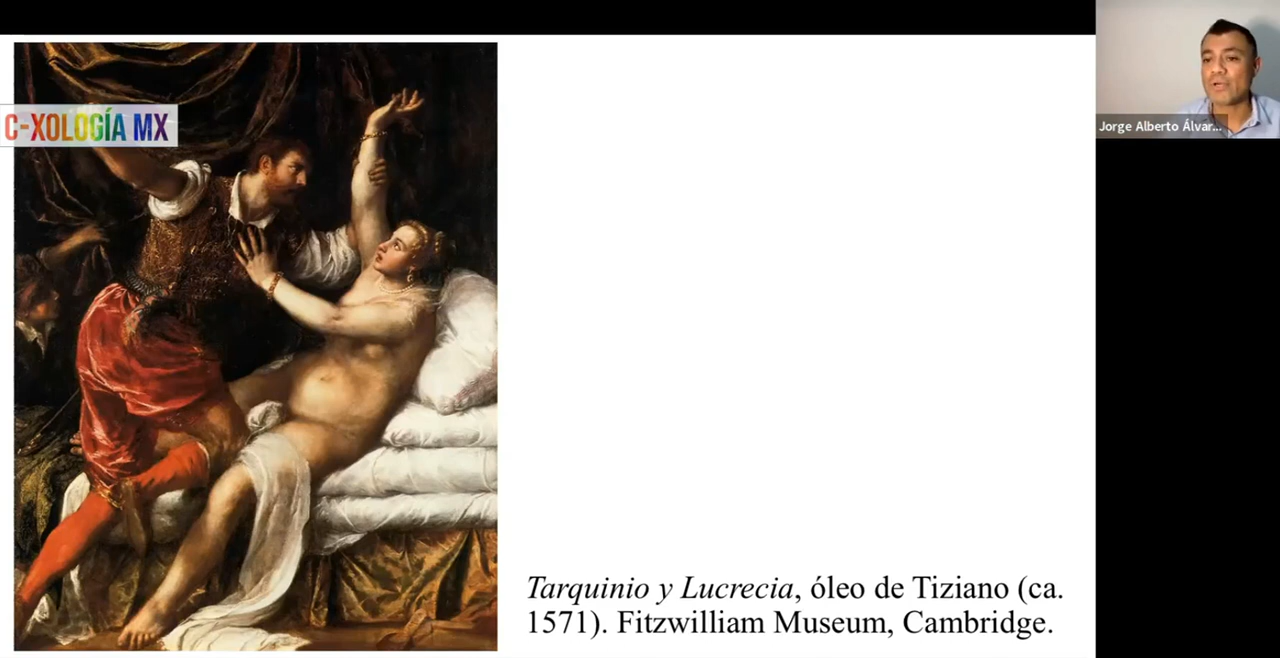 C-XOLOGÍA MX
Jorge Alberto Álvar...
Tarquinio y Lucrecia, óleo de Tiziano (ca.
1571). Fitzwilliam Museum, Cambridge.